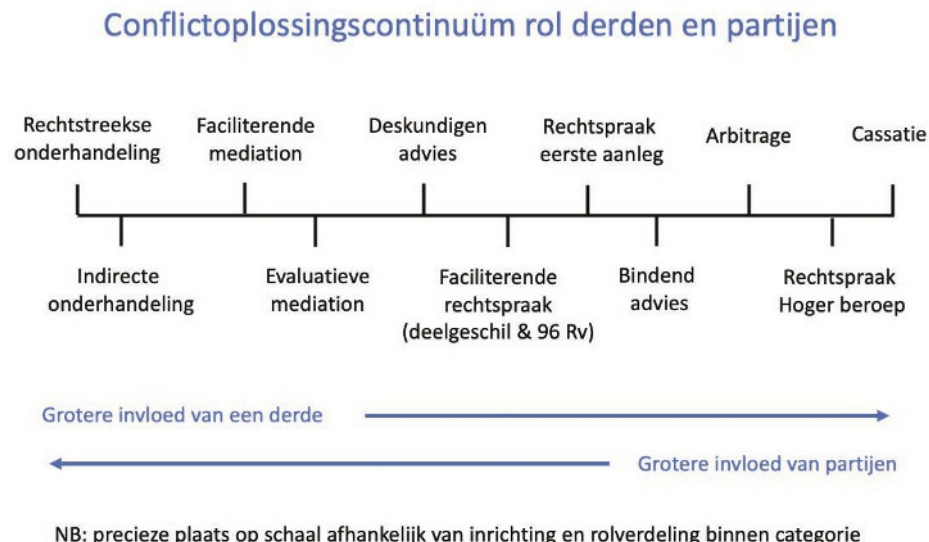 Conflictoplossingscontinuüm rol derden en partijen
Rechtstreekse
onderhandeling
Faciliterende
mediation
Deskundigen
advies
Rechtspraak
eerste aanleg
Arbitrage
Cassatie
Indirecte
onderhandeling
Evaluatieve
mediation
Faciliterende
rechtspraak
(deelgeschil & 96 Rv)
Bindend
advies
Rechtspraak
Hoger beroep
Grotere invloed van een derde
Grotere invloed van partijen
NB: precieze plaats op schaal afhankelijk van inrichting en rolverdeling binnen categorie